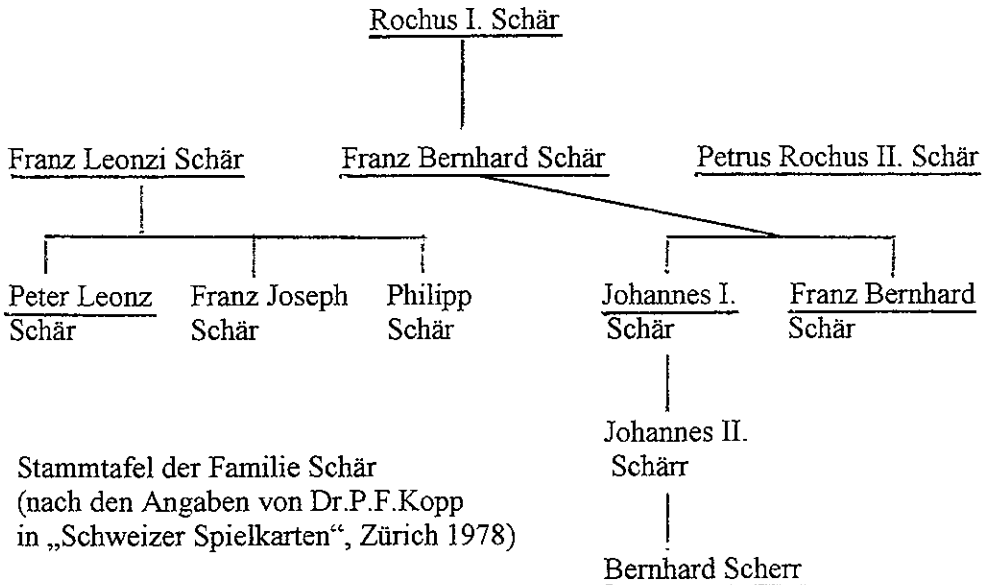 Rochus I. Schär
Franz Leonzi Schär
Franz Bernhard Schär
Petrus Rochus II. Schär
Peter Leonz
Schär
Franz Joseph
Schär
Philipp
Schär
Johannes I.
Schär
Franz Bernhard
Schär
Johannes II.
Schärr
Stammtafel der Familie Schär
(nach den Angaben von Dr.P.F.Kopp
in „Schweizer Spielkarten“, Zürich 1978)
Bernhard Scherr